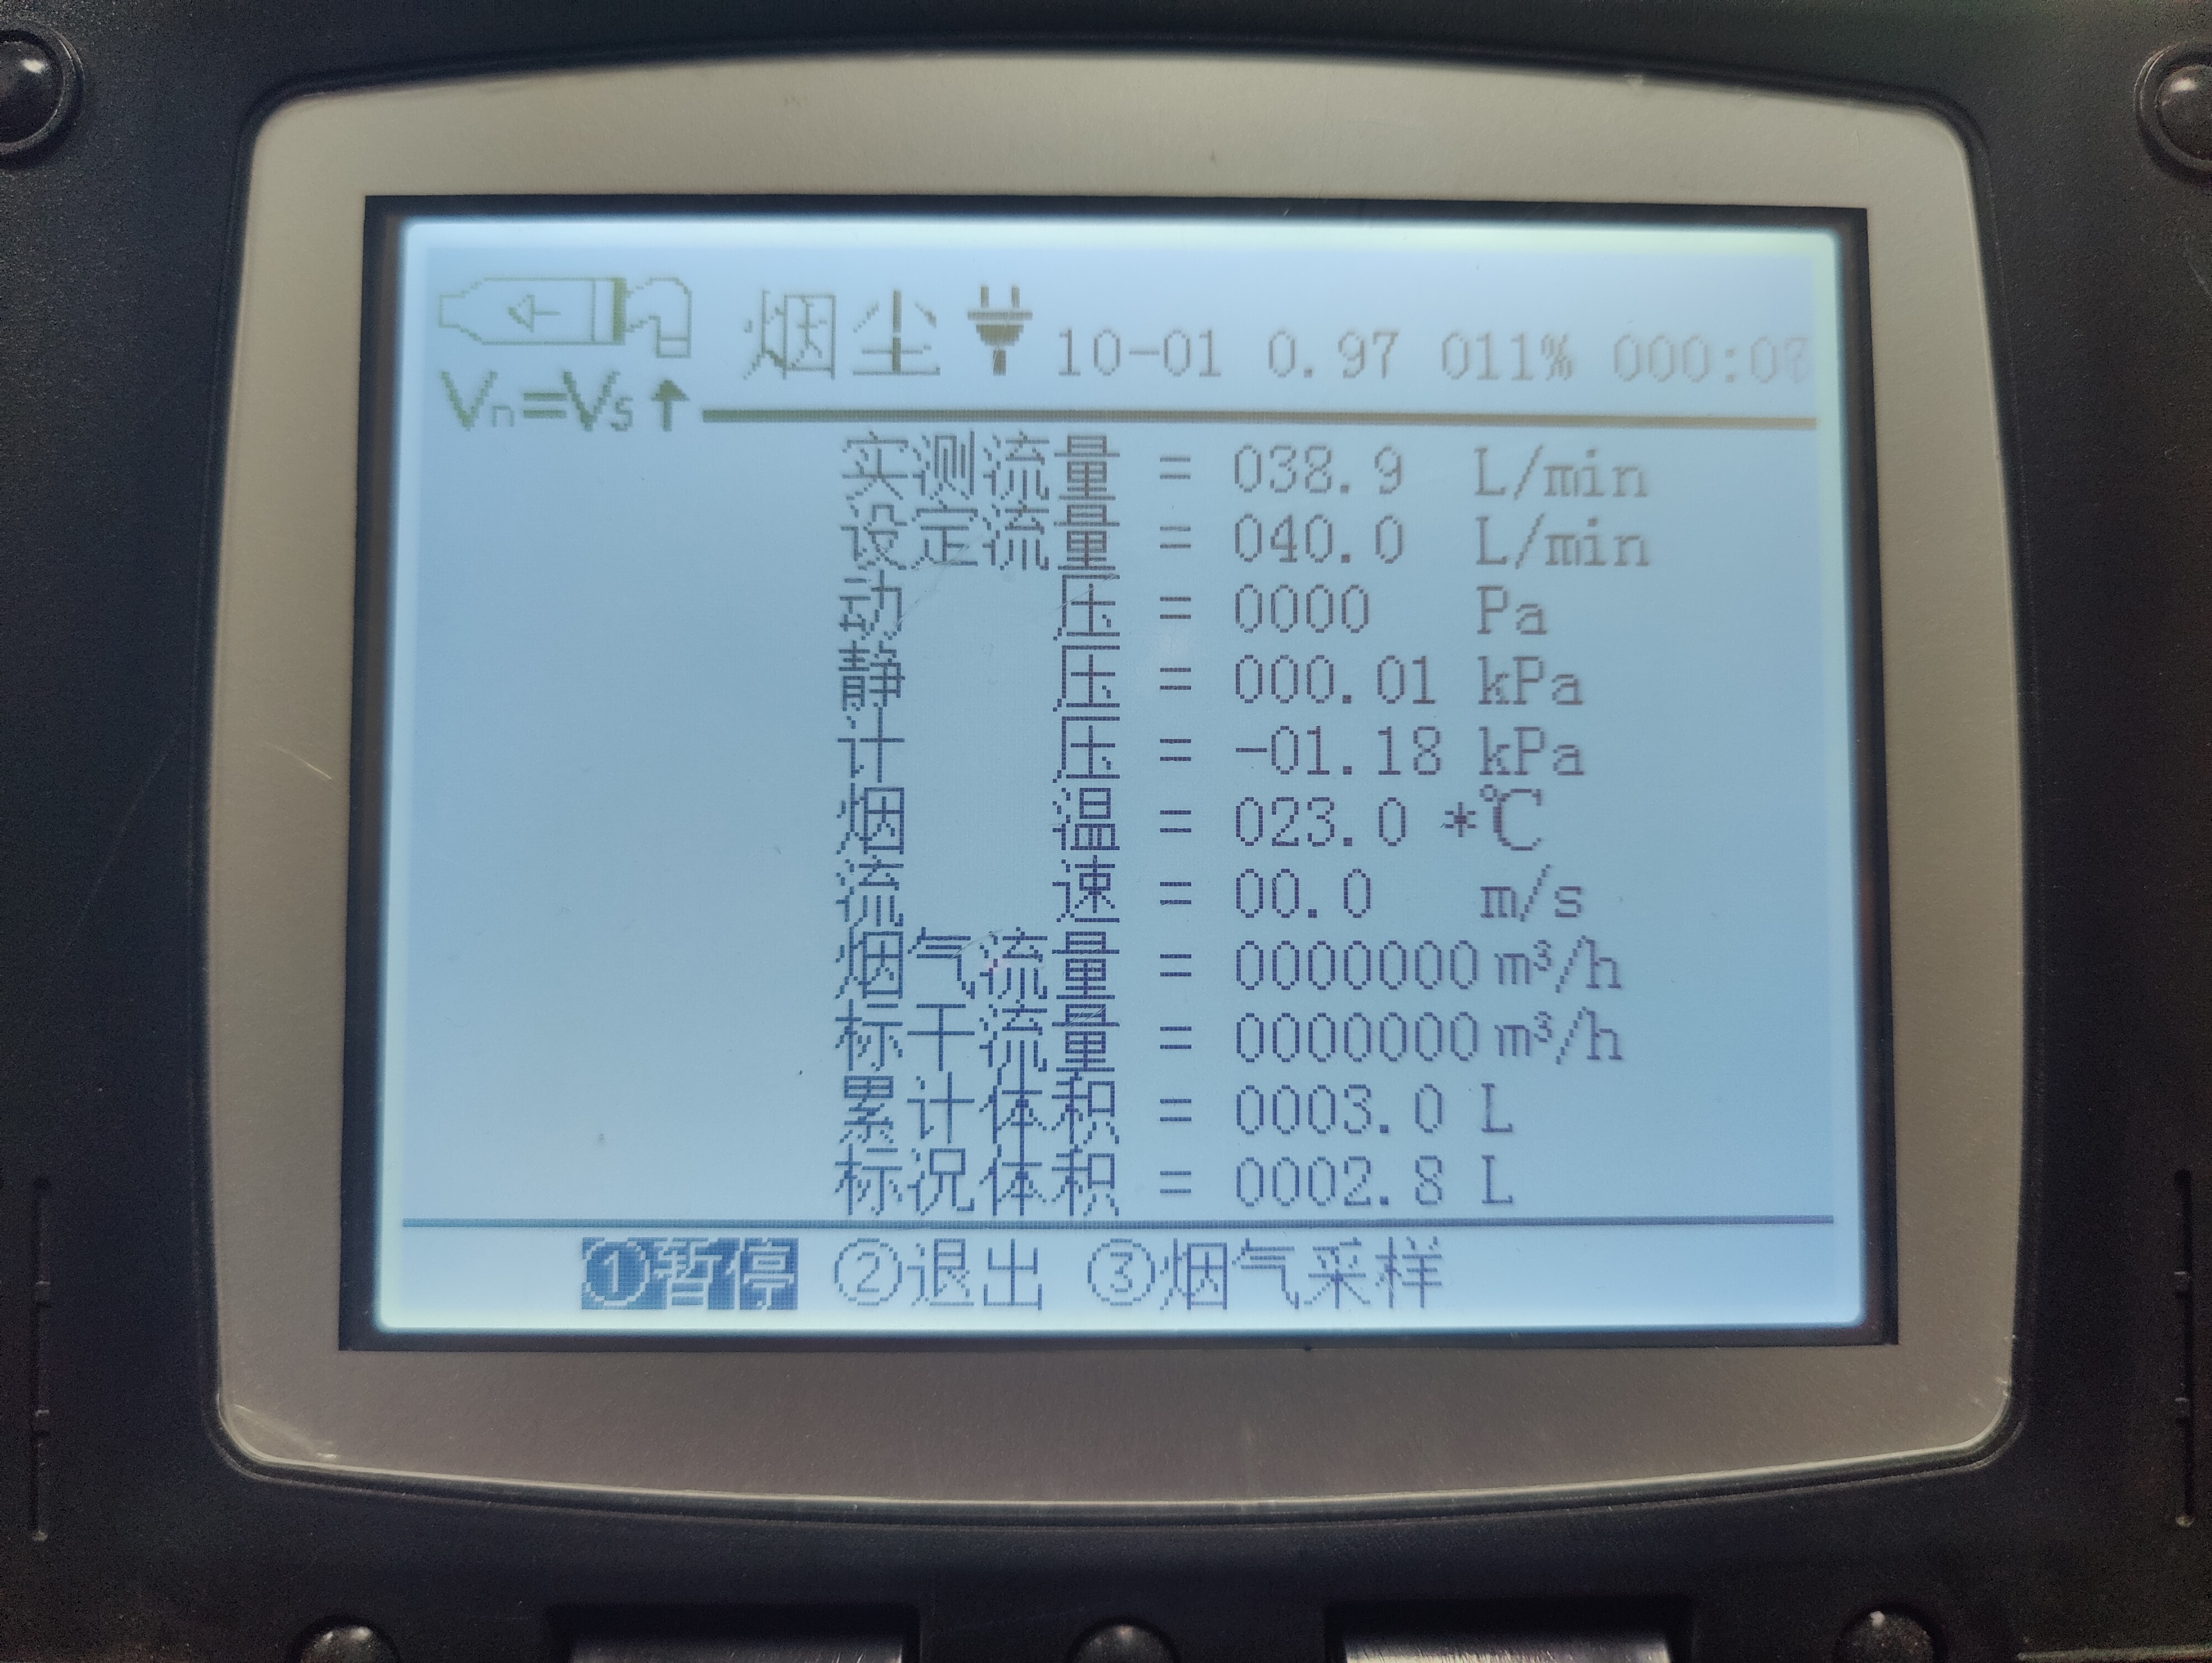 烟尘 10-01 0.97 011% 000:0
Vn=Vs↑
实测流量 = 038.9 L/min
设定流量 = 040.0 L/min
动压 = 0000 Pa
静压 = 000.01 kPa
计压 = -01.18 kPa
烟温 = 023.0 *℃
流速 = 00.0 m/s
烟气流量 = 0000000 m³/h
标干流量 = 0000000 m³/h
累计体积 = 0003.0 L
标况体积 = 0002.8 L
①暂停 ②退出 ③烟气采样